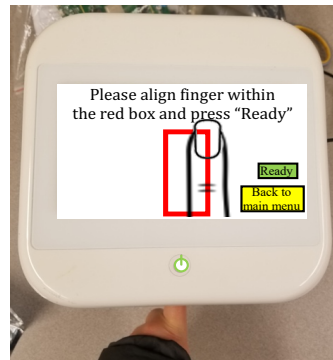 Please align finger within
the red box and press “Ready”
Ready
Back to
main menu